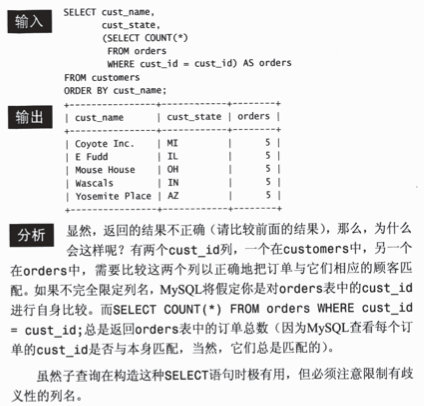 输入
SELECT cust_name,
cust_state,
(SELECT COUNT(*)
FROM orders
WHERE cust_id = cust_id) AS orders
FROM customers
ORDER BY cust_name;
输出
+----------------+------------+--------+
| cust_name | cust_state | orders |
+----------------+------------+--------+
| Coyote Inc. | MI | 5 |
| E Fudd | IL | 5 |
| Mouse House | OH | 5 |
| Wascals | IN | 5 |
| Yosemite Place | AZ | 5 |
+----------------+------------+--------+
分析 显然，返回的结果不正确（请比较前面的结果），那么，为什么
会这样呢？有两个cust_id列，一个在customers中，另一个
在orders中，需要比较这两个列以正确地把订单与它们相应的顾客匹
配。如果不完全限定列名，MySQL将假定你是对orders表中的cust_id
进行自身比较。而SELECT COUNT(*) FROM orders WHERE cust_id
= cust_id;总是返回orders表中的订单总数（因为MySQL查看每个订
单的cust_id是否与本身匹配，当然，它们总是匹配的）。
虽然子查询在构造这种SELECT语句时极有用，但必须注意限制有歧
义性的列名。